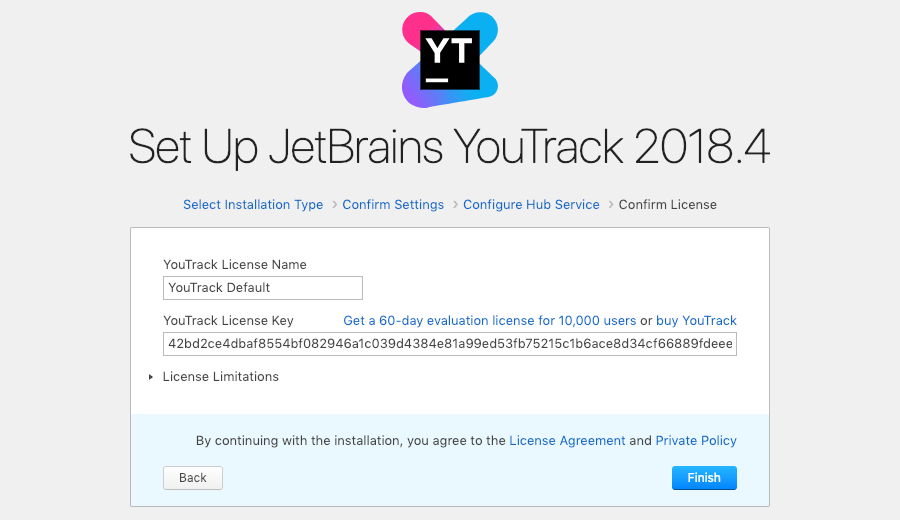 YT
Set Up JetBrains YouTrack 2018.4
Select Installation Type › Confirm Settings › Configure Hub Service › Confirm License
YouTrack License Name
YouTrack Default
YouTrack License Key Get a 60-day evaluation license for 10,000 users or buy YouTrack
42bd2ce4dbaf8554bf082946a1c039d4384e81a99ed53fb75215c1b6ace8d34cf66889fdeee
License Limitations
By continuing with the installation, you agree to the License Agreement and Private Policy
Back Finish